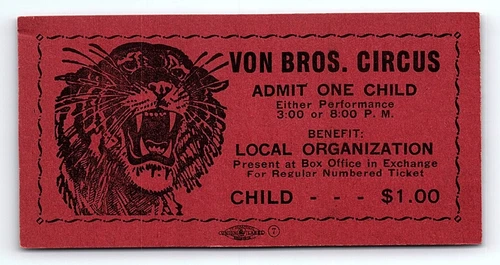 VON BROS. CIRCUS
ADMIT ONE CHILD
Either Performance
3:00 or 8:00 P. M.
BENEFIT:
LOCAL ORGANIZATION
Present at Box Office in Exchange
For Regular Numbered Ticket
CHILD - - - $1.00